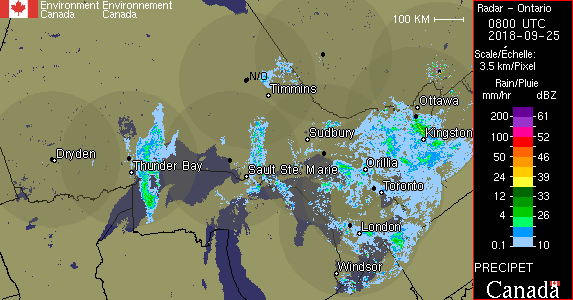 Environment Environnement
Canada Canada
Radar - Ontario
0800 UTC
2018-09-25
Scale/Échelle:
3.5 km/Pixel
Rain/Pluie
mm/hr dBZ
200 61
100 52
50 46
24 39
12 33
4 26
0.1 10
PRECIPET
Canada
100 KM
N/D
Timmins
Ottawa
Sudbury
Kingston
Dryden
Thunder Bay
Sault Ste. Marie
Orillia
Toronto
London
Windsor